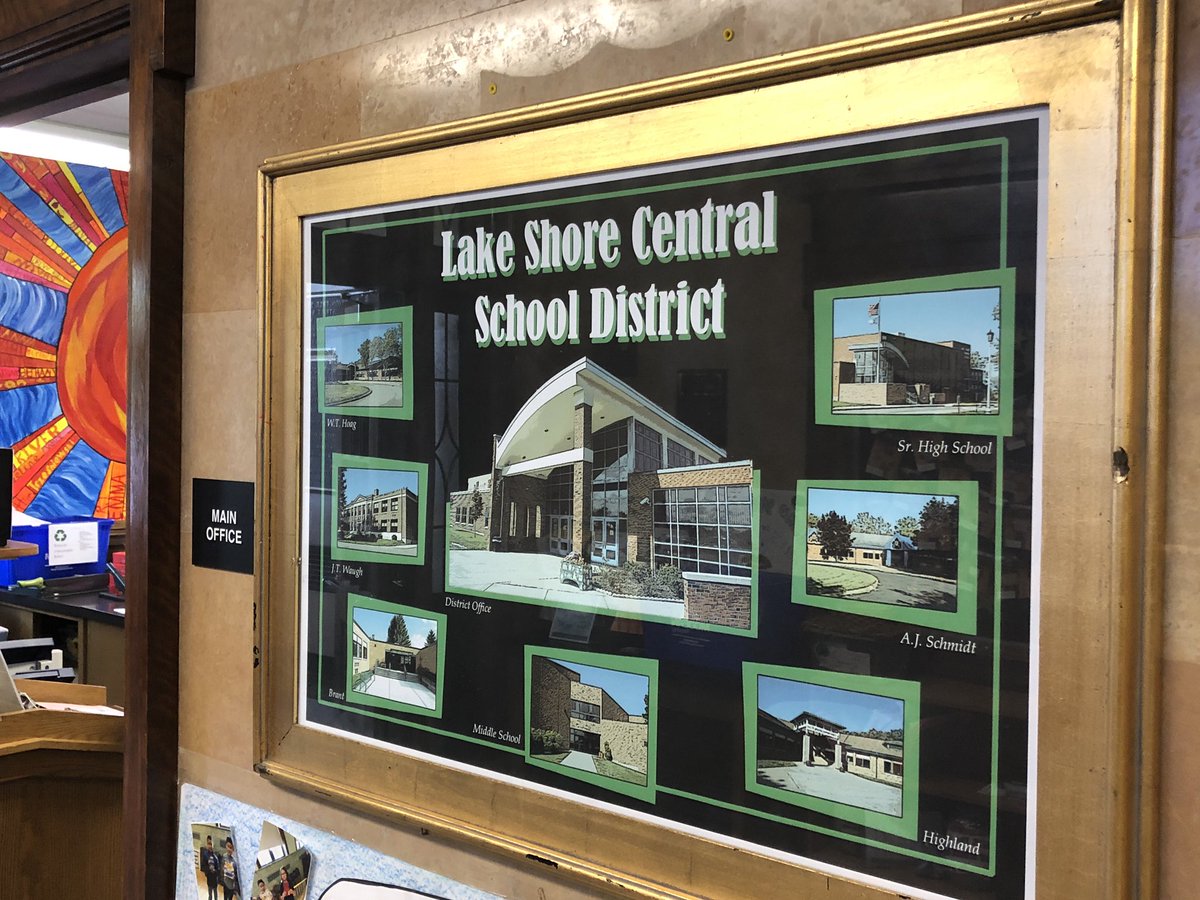 Lake Shore Central
School District
W.T. Hoag
Sr. High School
J.T. Waugh
District Office
A.J. Schmidt
Brant
Middle School
Highland
MAIN
OFFICE
EMMA